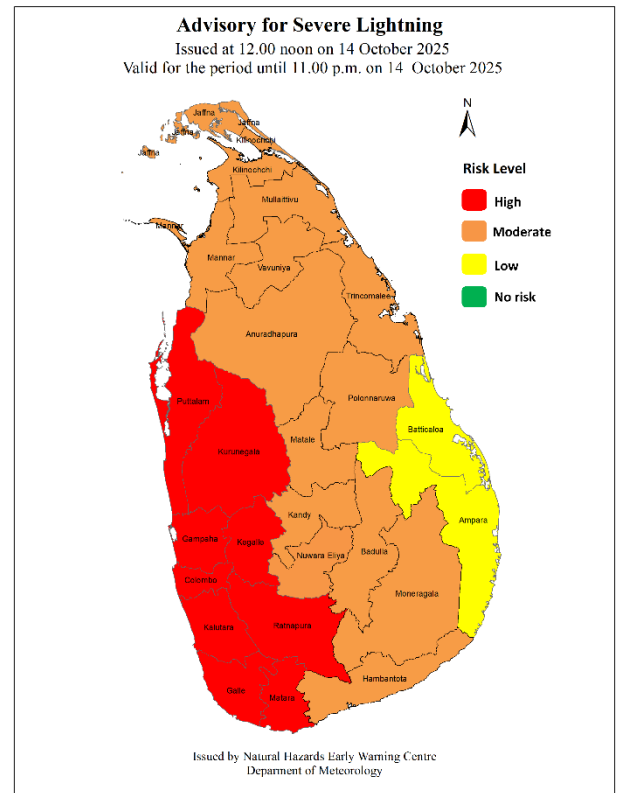 Advisory for Severe Lightning
Issued at 12.00 noon on 14 October 2025
Valid for the period until 11.00 p.m. on 14 October 2025
N
Risk Level
High
Moderate
Low
No risk
Jaffna
Jaffna
Jaffna
Jaffna
Kilinochchi
Kilinochchi
Mullaittivu
Mannar
Mannar
Vavuniya
Trincomalee
Anuradhapura
Polonnaruwa
Puttalam
Batticaloa
Matale
Kurunegala
Kandy
Ampara
Gampaha
Kegalle
Nuwara Eliya
Badulla
Colombo
Moneragala
Kalutara
Ratnapura
Hambantota
Galle
Matara
Issued by Natural Hazards Early Warning Centre
Deparment of Meteorology